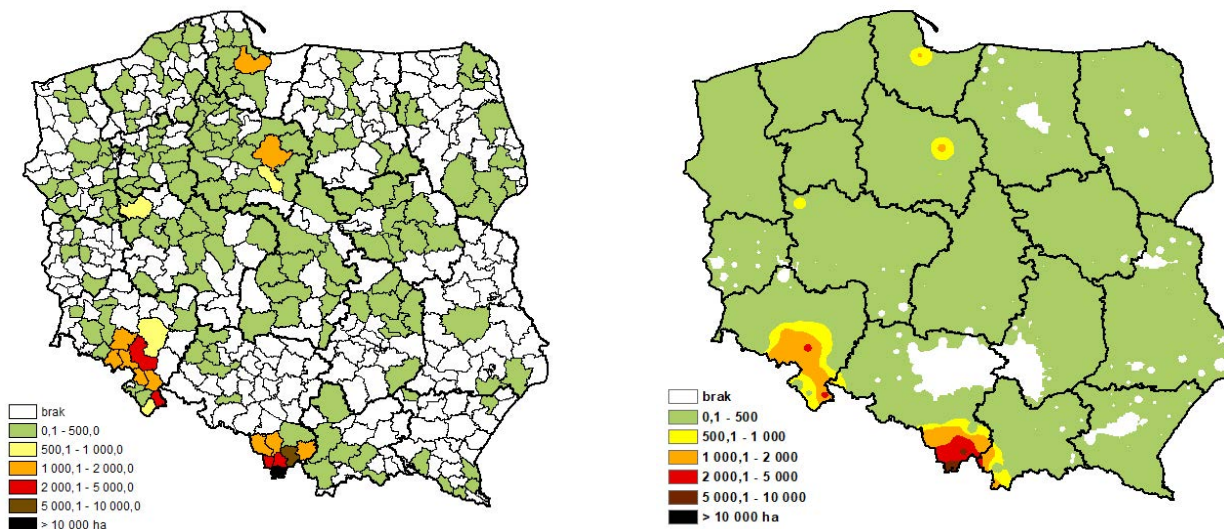 brak
0,1 - 500,0
500,1 - 1 000,0
1 000,1 - 2 000,0
2 000,1 - 5 000,0
5 000,1 - 10 000,0
> 10 000 ha
brak
0,1 - 500
500,1 - 1 000
1 000,1 - 2 000
2 000,1 - 5 000
5 000,1 - 10 000
> 10 000 ha